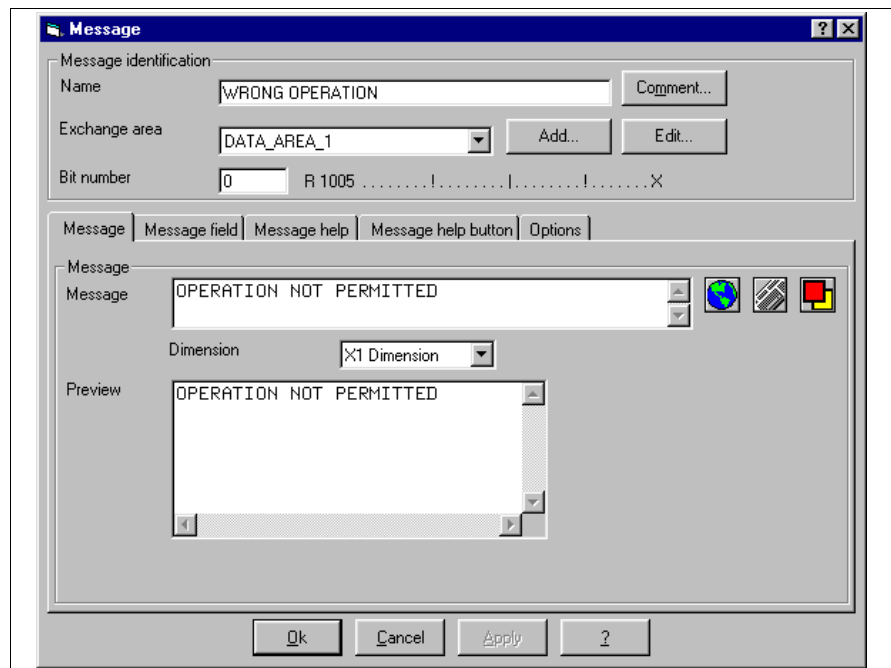 Message
Message identification
Name WRONG OPERATION Comment...
Exchange area DATA_AREA_1 Add... Edit...
Bit number 0 R 1005 ........!........|........!.......X
Message Message field Message help Message help button Options
Message
Message OPERATION NOT PERMITTED
Dimension X1 Dimension
Preview OPERATION NOT PERMITTED
Ok Cancel Apply ?